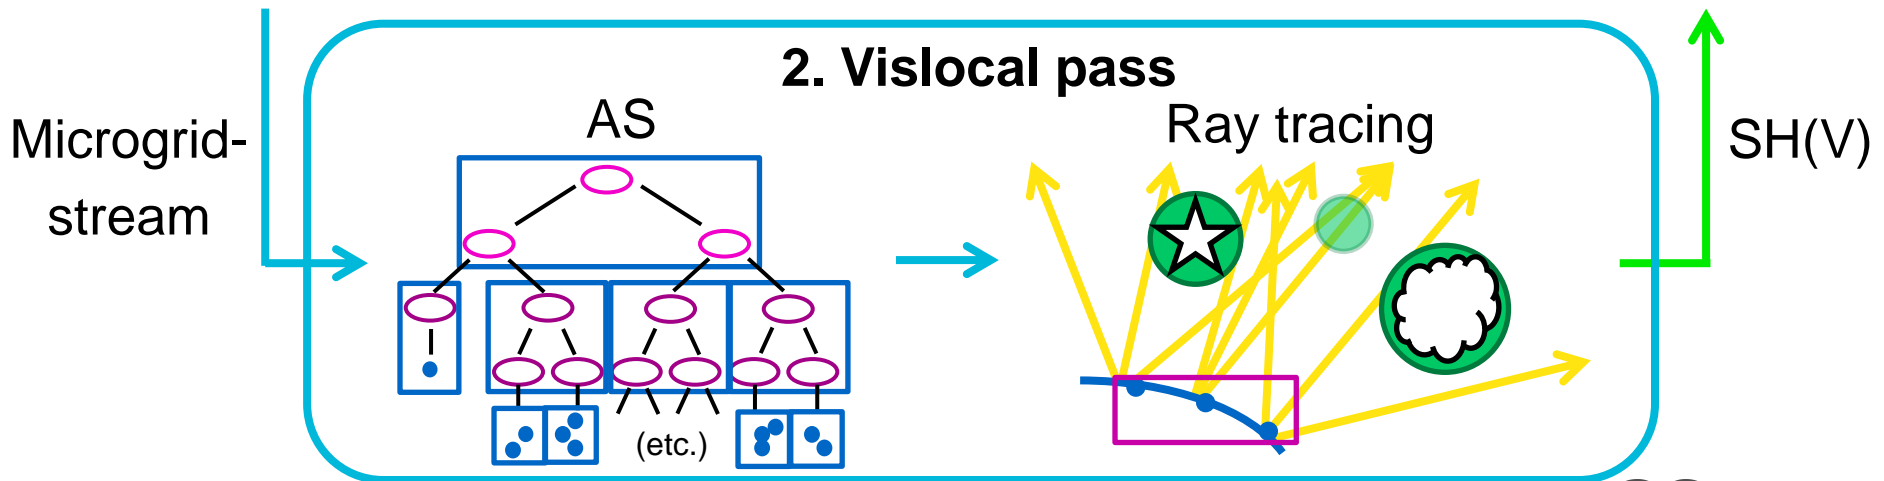 2. Vislocal pass
Microgrid-
stream
AS
Ray tracing
SH(V)
(etc.)